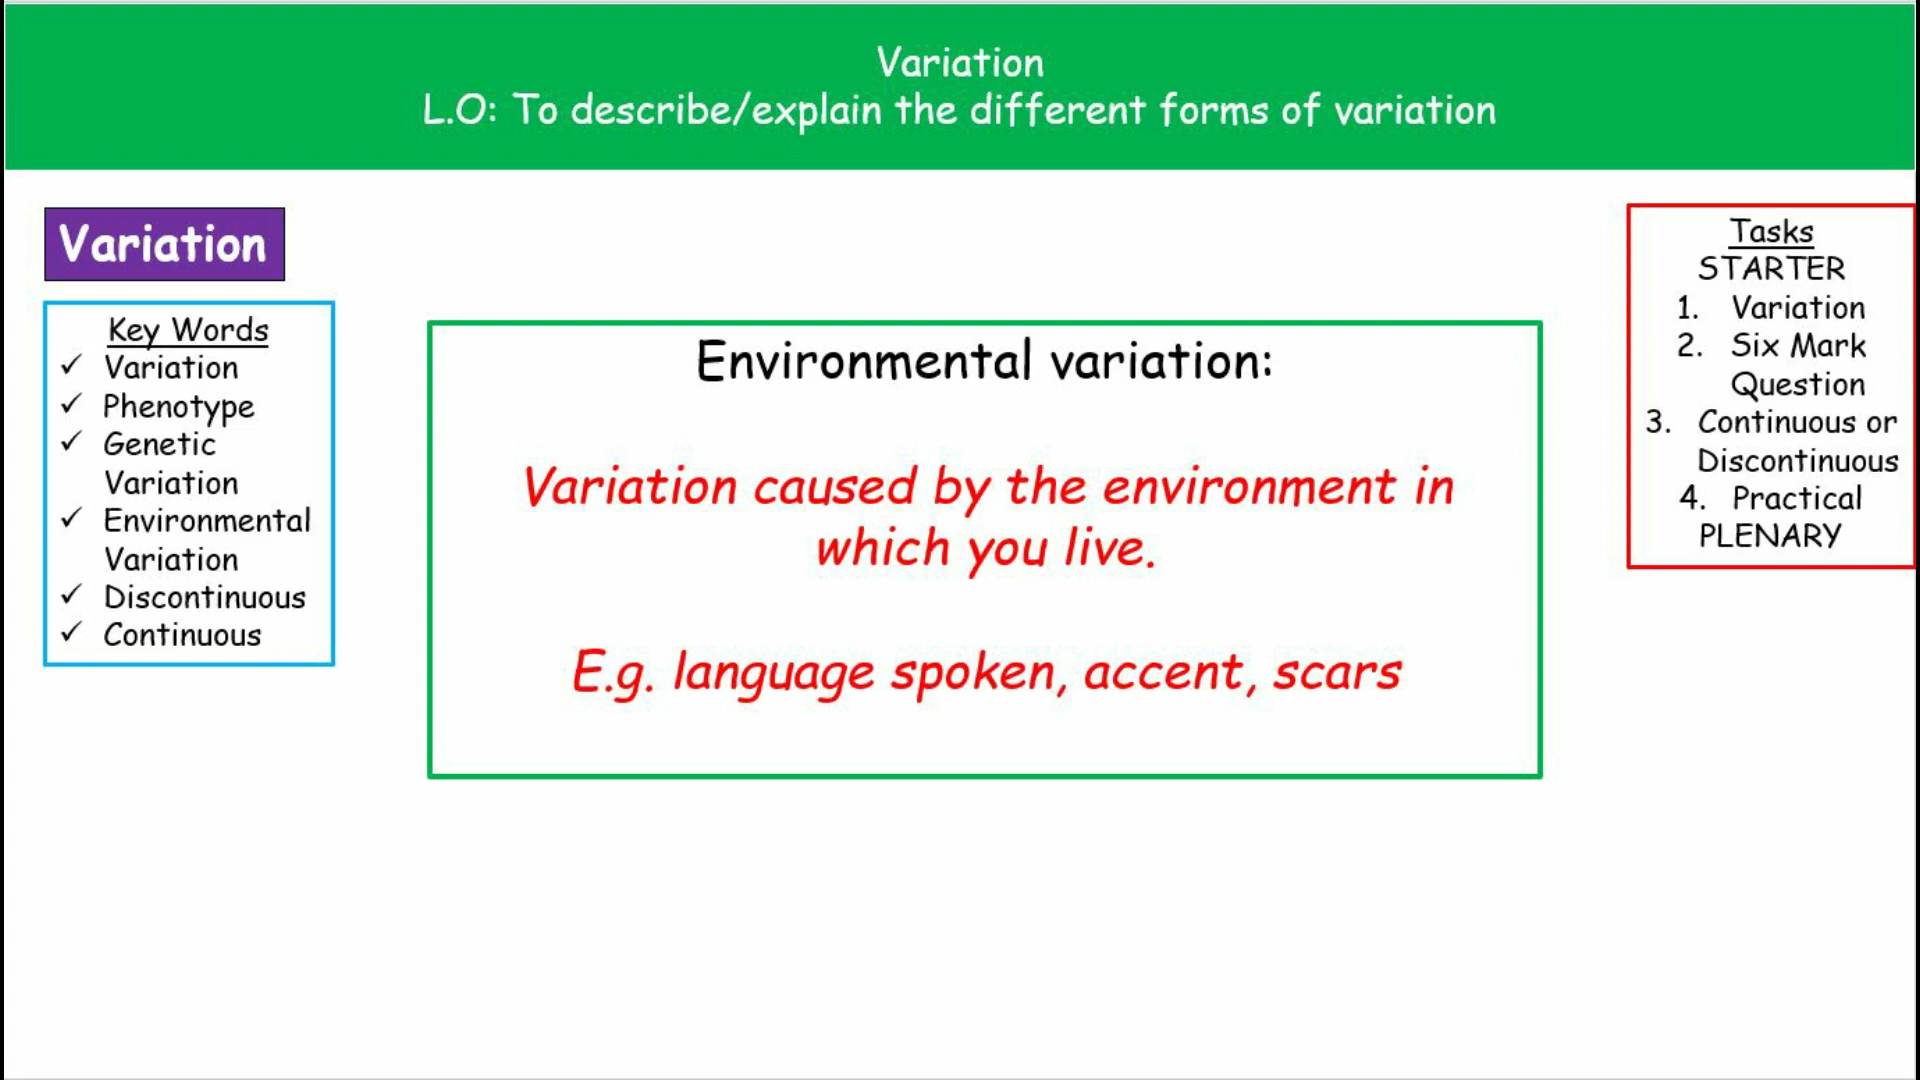 Variation
L.O: To describe/explain the different forms of variation
Variation
Key Words
✓ Variation
✓ Phenotype
✓ Genetic
Variation
✓ Environmental
Variation
✓ Discontinuous
✓ Continuous
Environmental variation:
Variation caused by the environment in
which you live.
E.g. language spoken, accent, scars
Tasks
STARTER
1. Variation
2. Six Mark
Question
3. Continuous or
Discontinuous
4. Practical
PLENARY